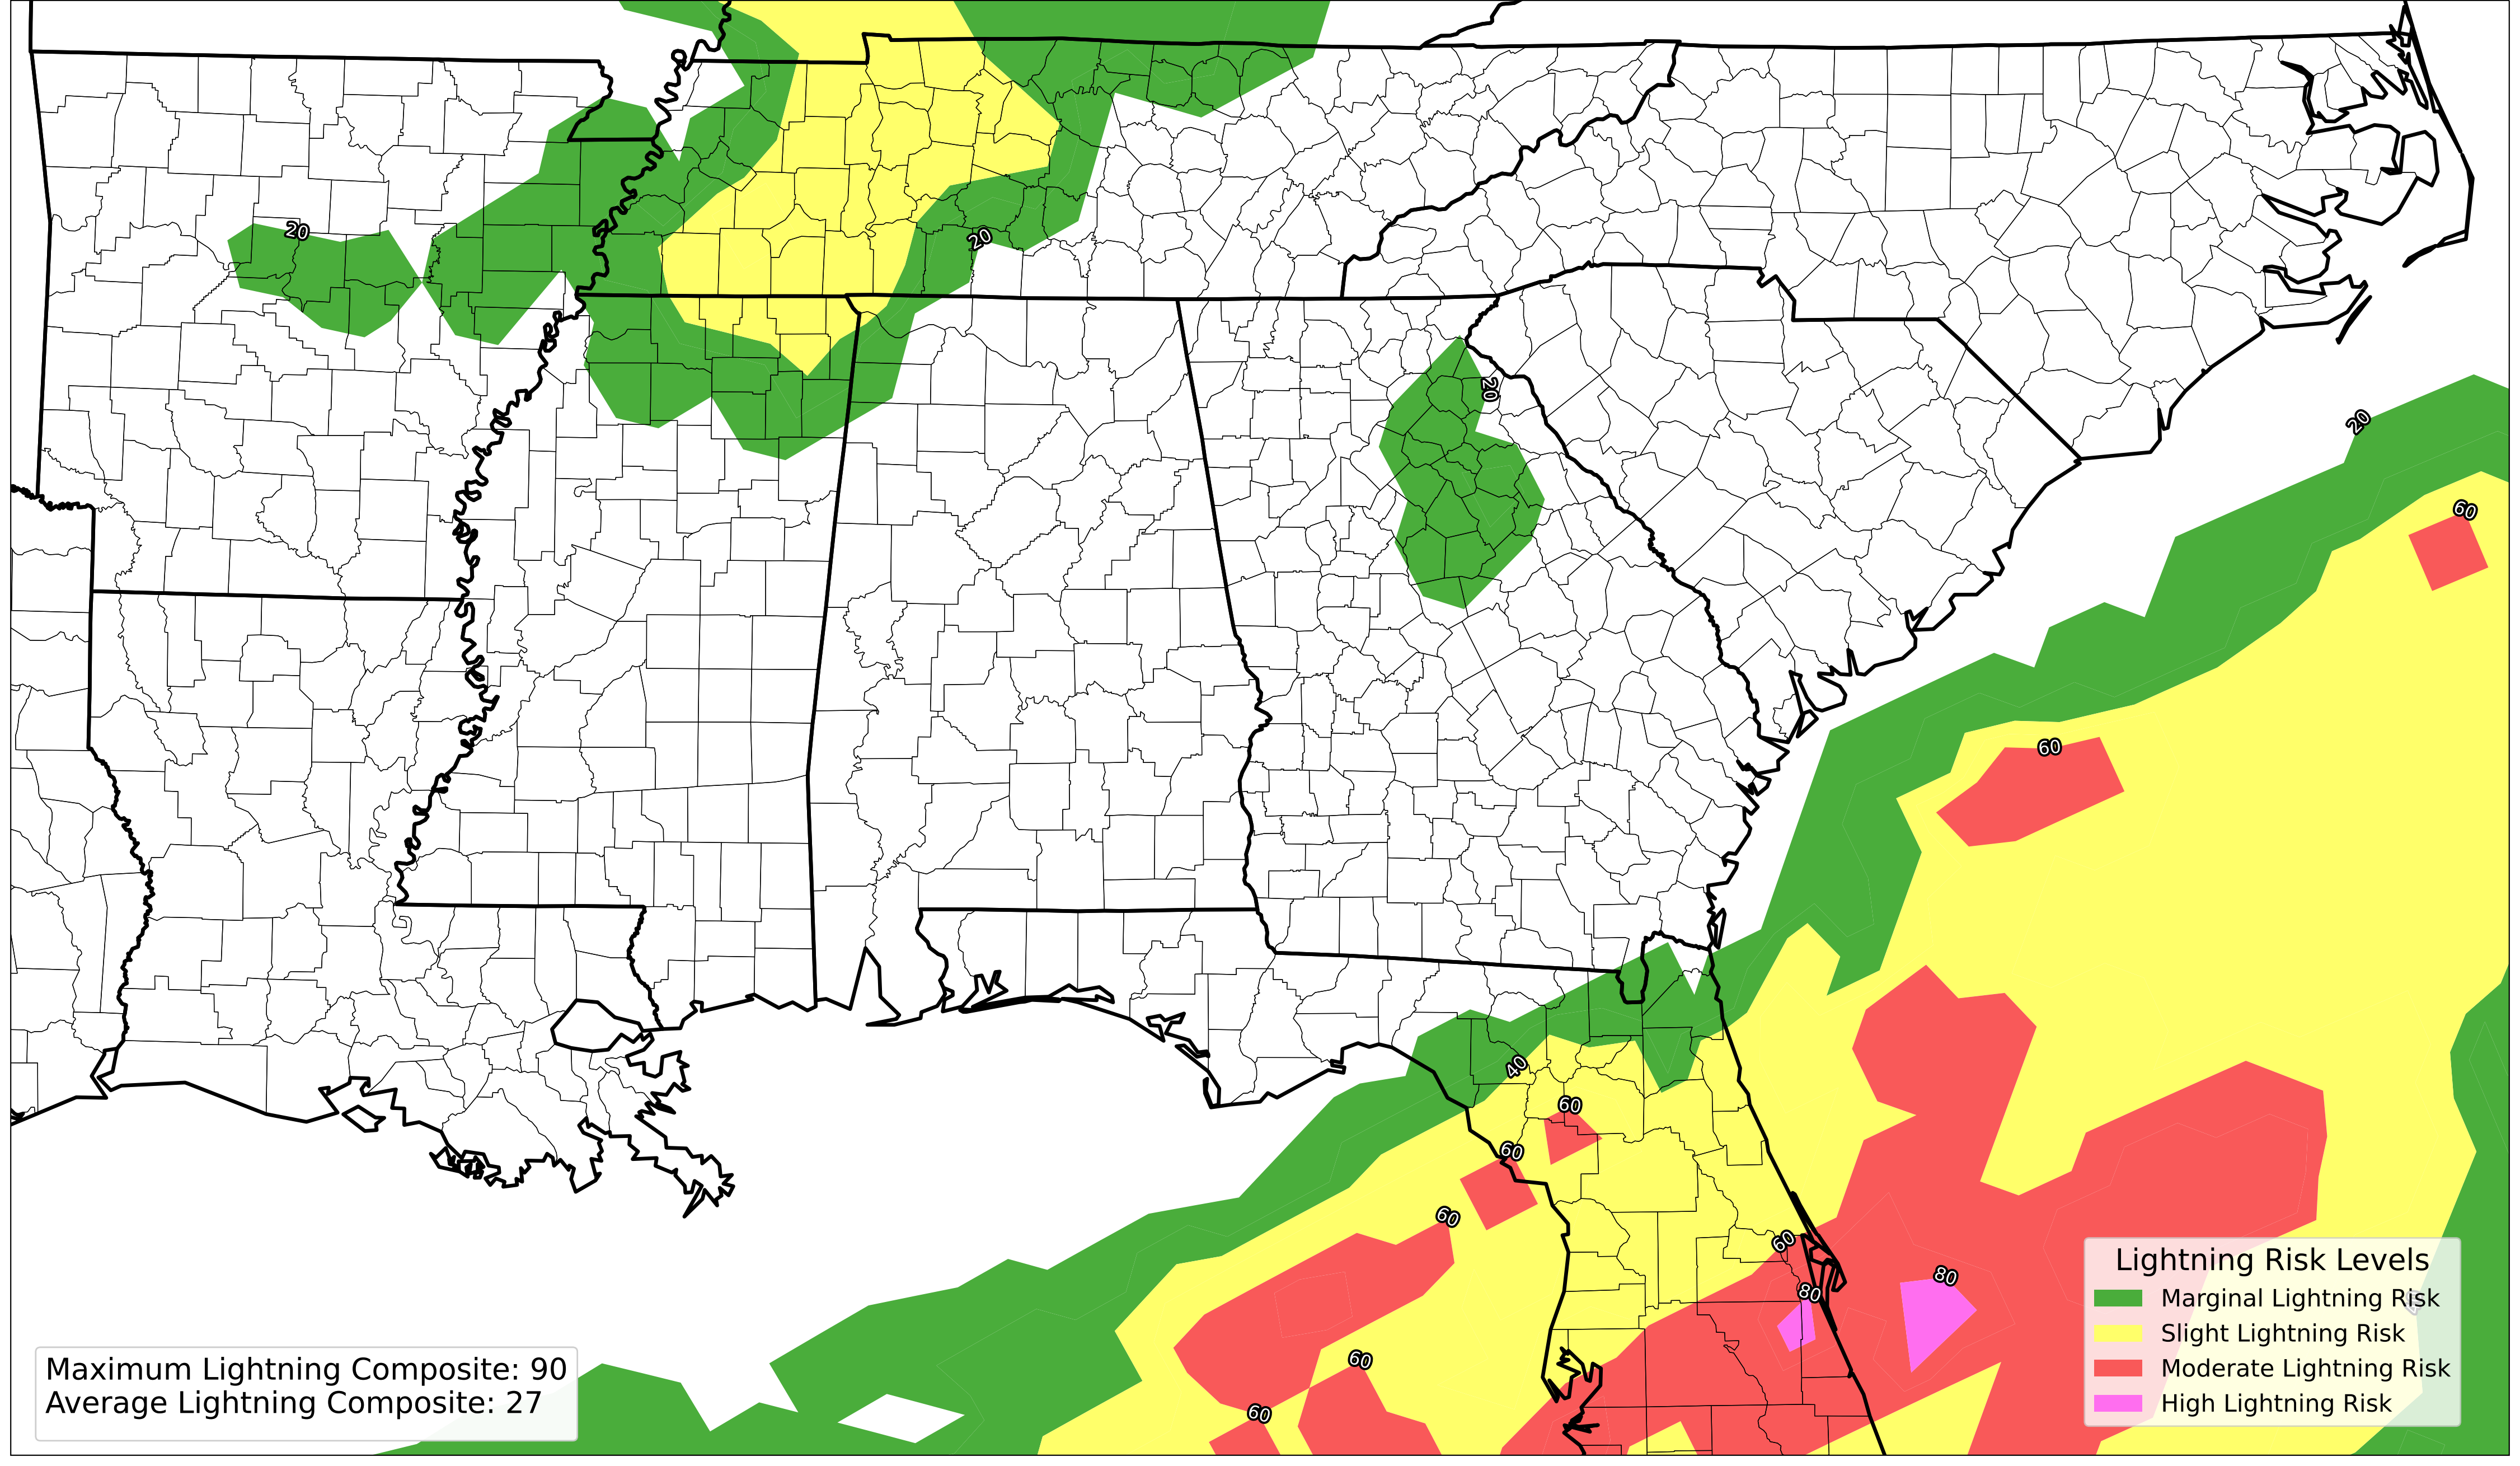 20
20
20
20
60
60
40
60
60
60
60
80
80
60
60
Lightning Risk Levels
Marginal Lightning Risk
Slight Lightning Risk
Moderate Lightning Risk
High Lightning Risk
Maximum Lightning Composite: 90
Average Lightning Composite: 27